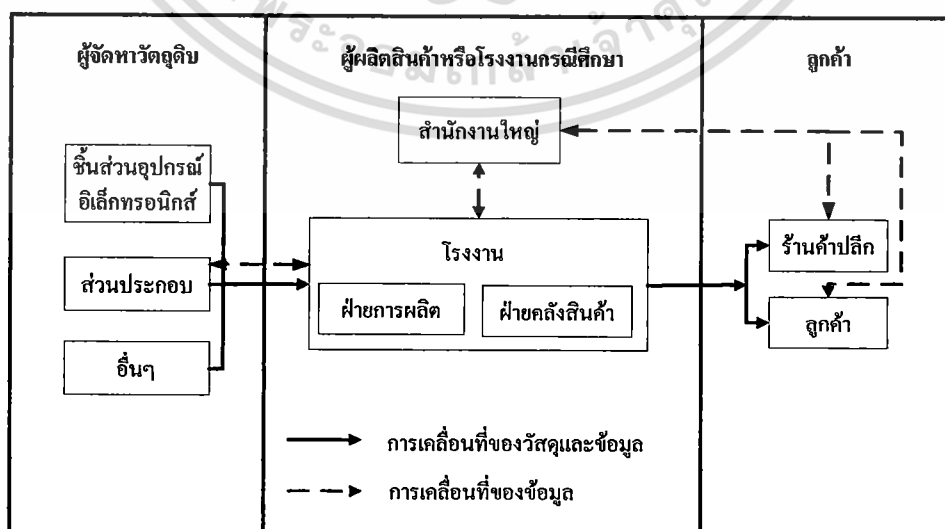 ผู้จัดหาวัตถุดิบ
ผู้ผลิตสินค้าหรือโรงงานกรณีศึกษา
ลูกค้า
สำนักงานใหญ่
ชิ้นส่วนอุปกรณ์
อิเล็กทรอนิกส์
ส่วนประกอบ
อื่นๆ
โรงงาน
ฝ่ายการผลิต
ฝ่ายคลังสินค้า
ร้านค้าปลีก
ลูกค้า
การเคลื่อนที่ของวัสดุและข้อมูล
การเคลื่อนที่ของข้อมูล